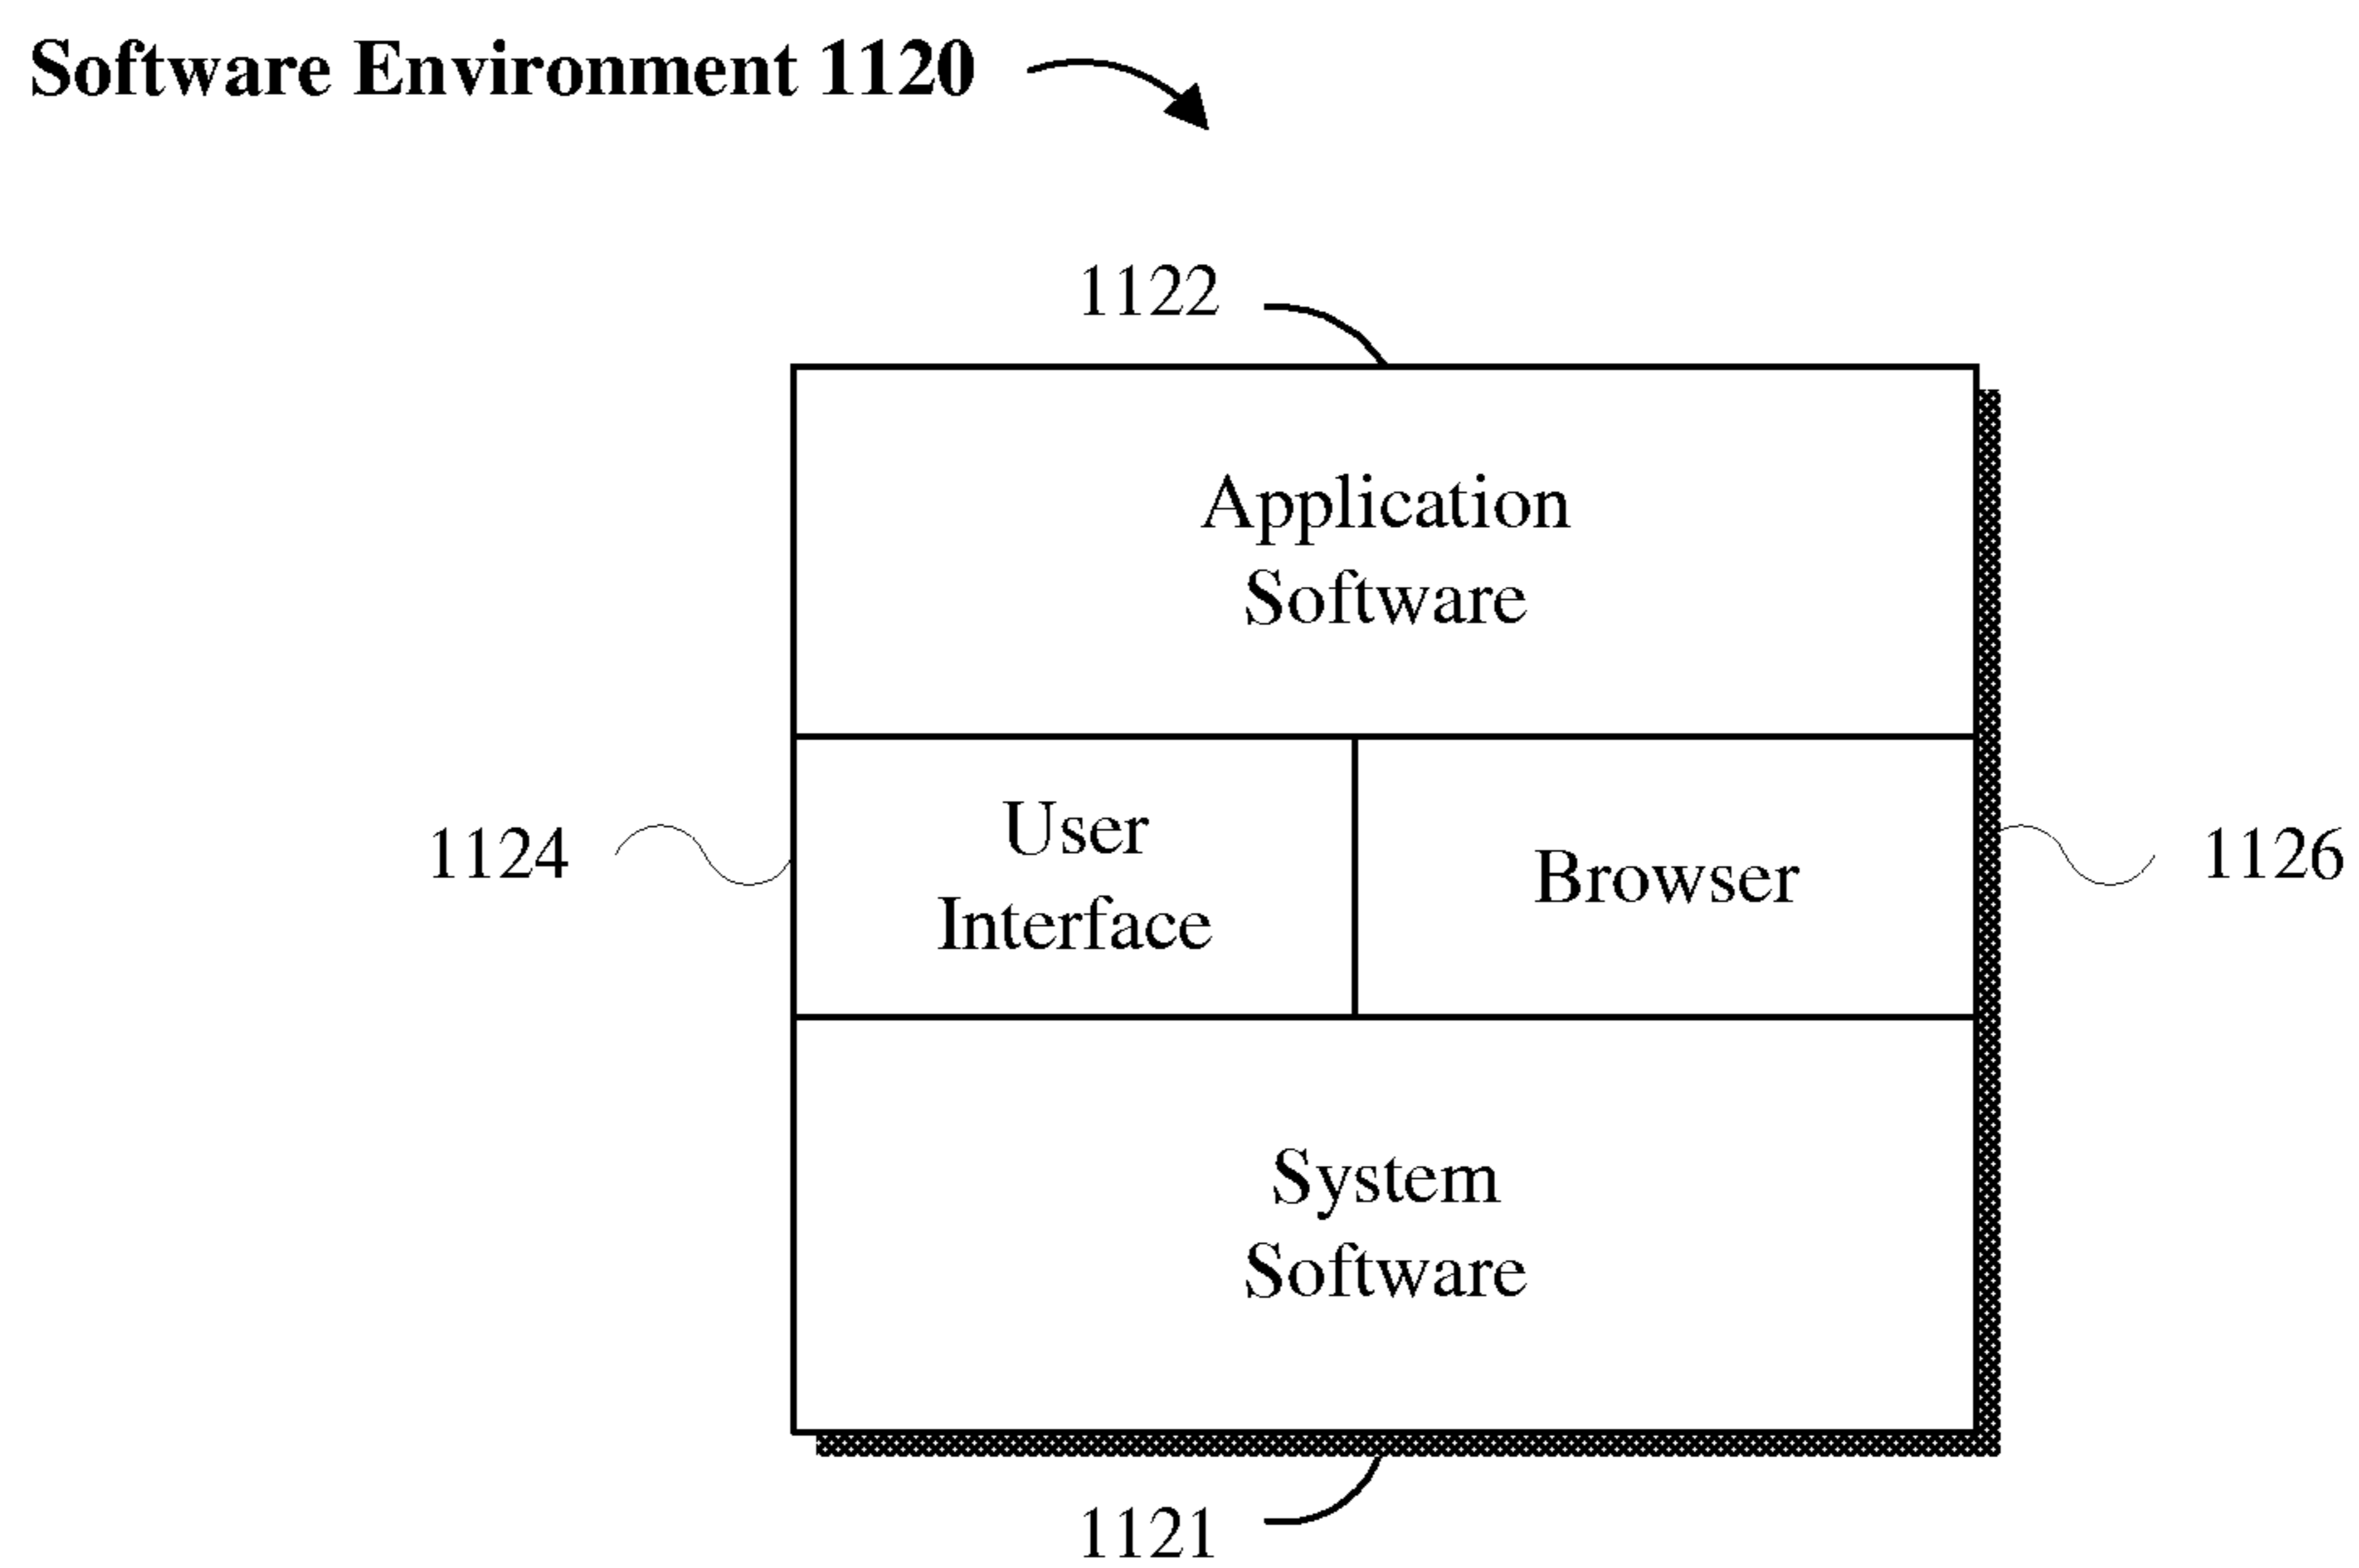 Software Environment 1120
1122
Application
Software
1124
User
Interface
Browser
1126
System
Software
1121